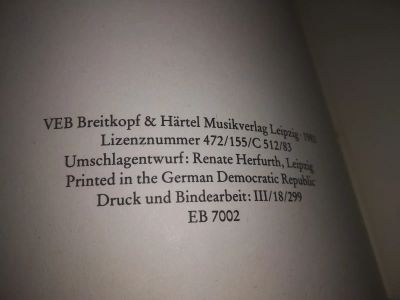 VEB Breitkopf & Härtel Musikverlag Leipzig ·
Lizenznummer 472/155/C 512/83
Umschlagentwurf: Renate Herfurth, Leipzig
Printed in the German Democratic Republic
Druck und Bindearbeit: III/18/299
EB 7002